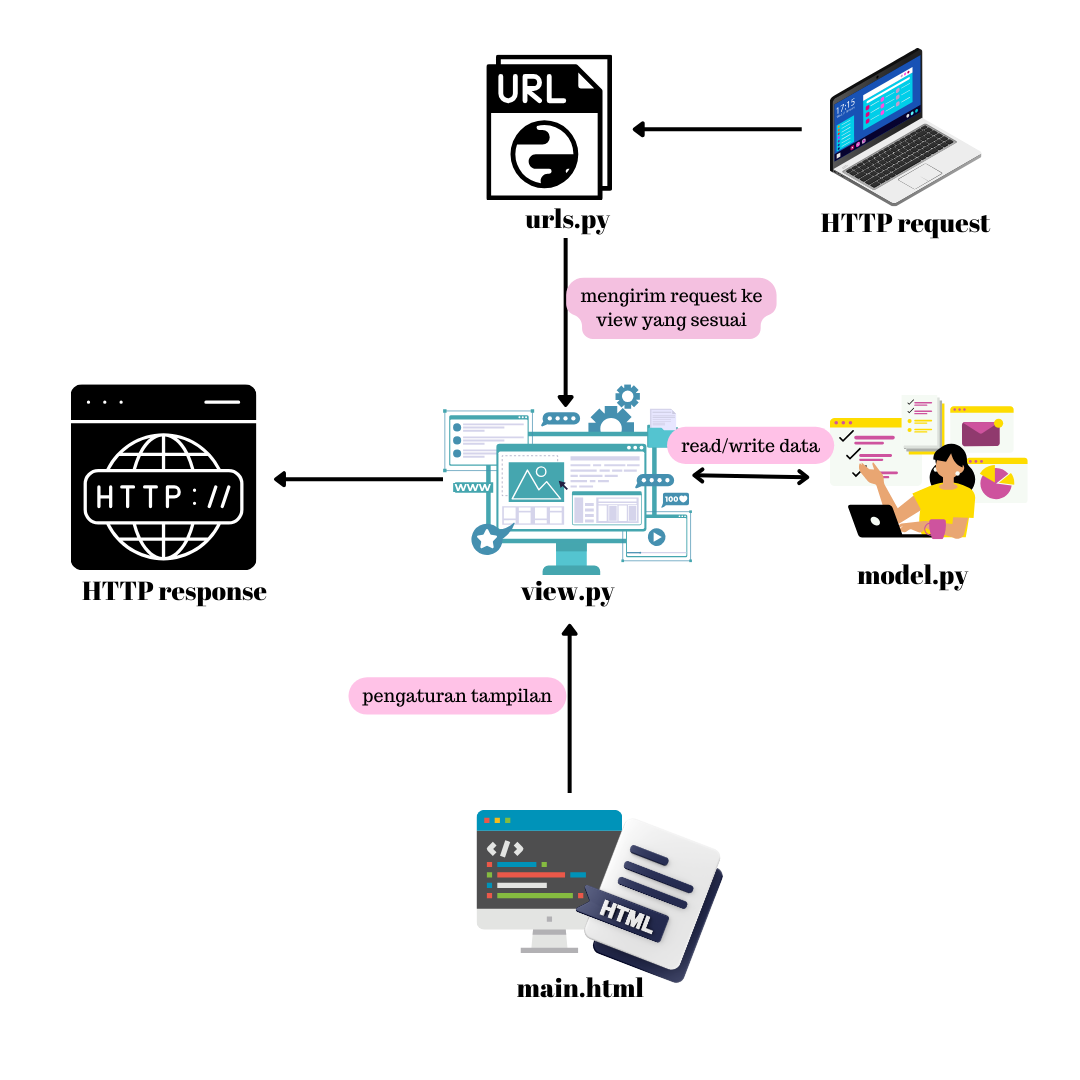 URL
17:15
urls.py
HTTP request
mengirim request ke
view yang sesuai
HTTP://
HTTP response
WWW
100
read/write data
view.py
model.py
pengaturan tampilan
</>
HTML
main.html